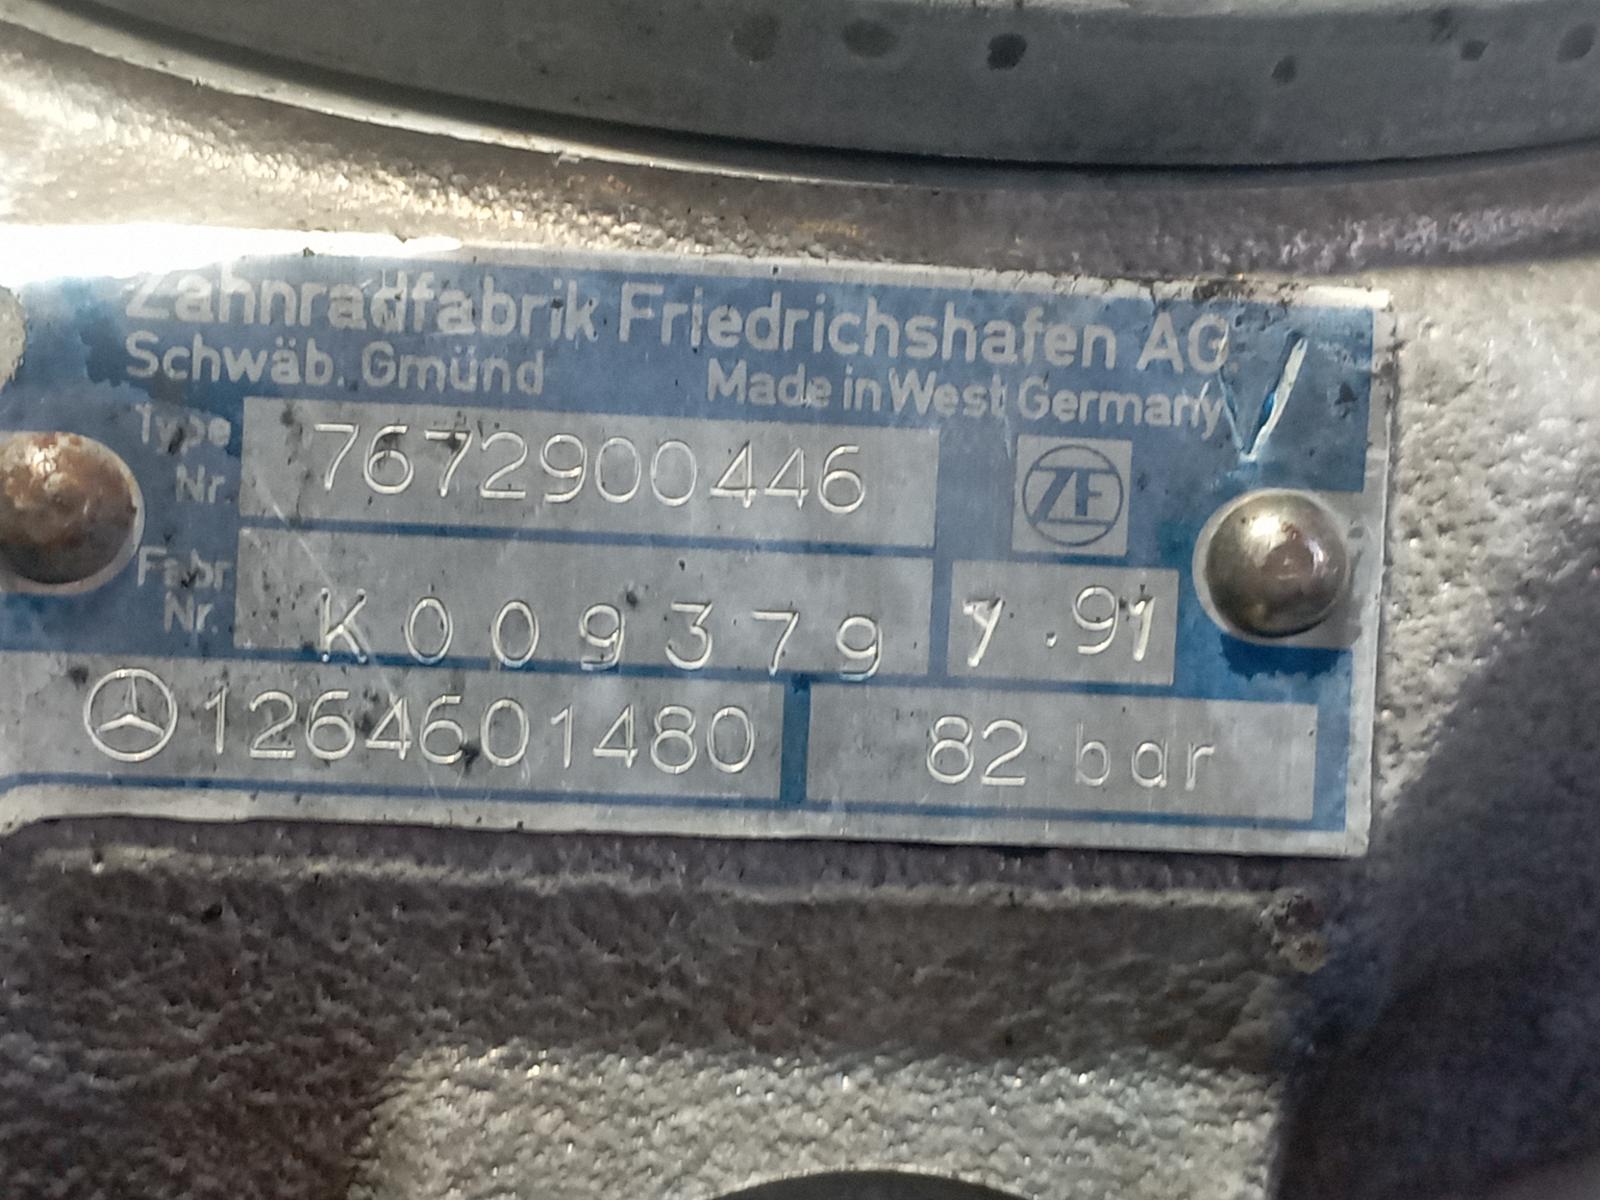 Zahnradfabrik Friedrichshafen AG.
Schwäb. Gmünd Made in West Germany
Type Nr. 7672900446
ZF
Fabr. Nr. K009379 7.91
1264601480 82 bar